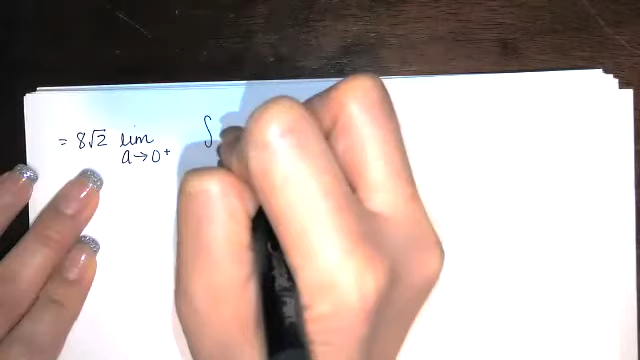 = 8√2 lim ∫
a→0⁺